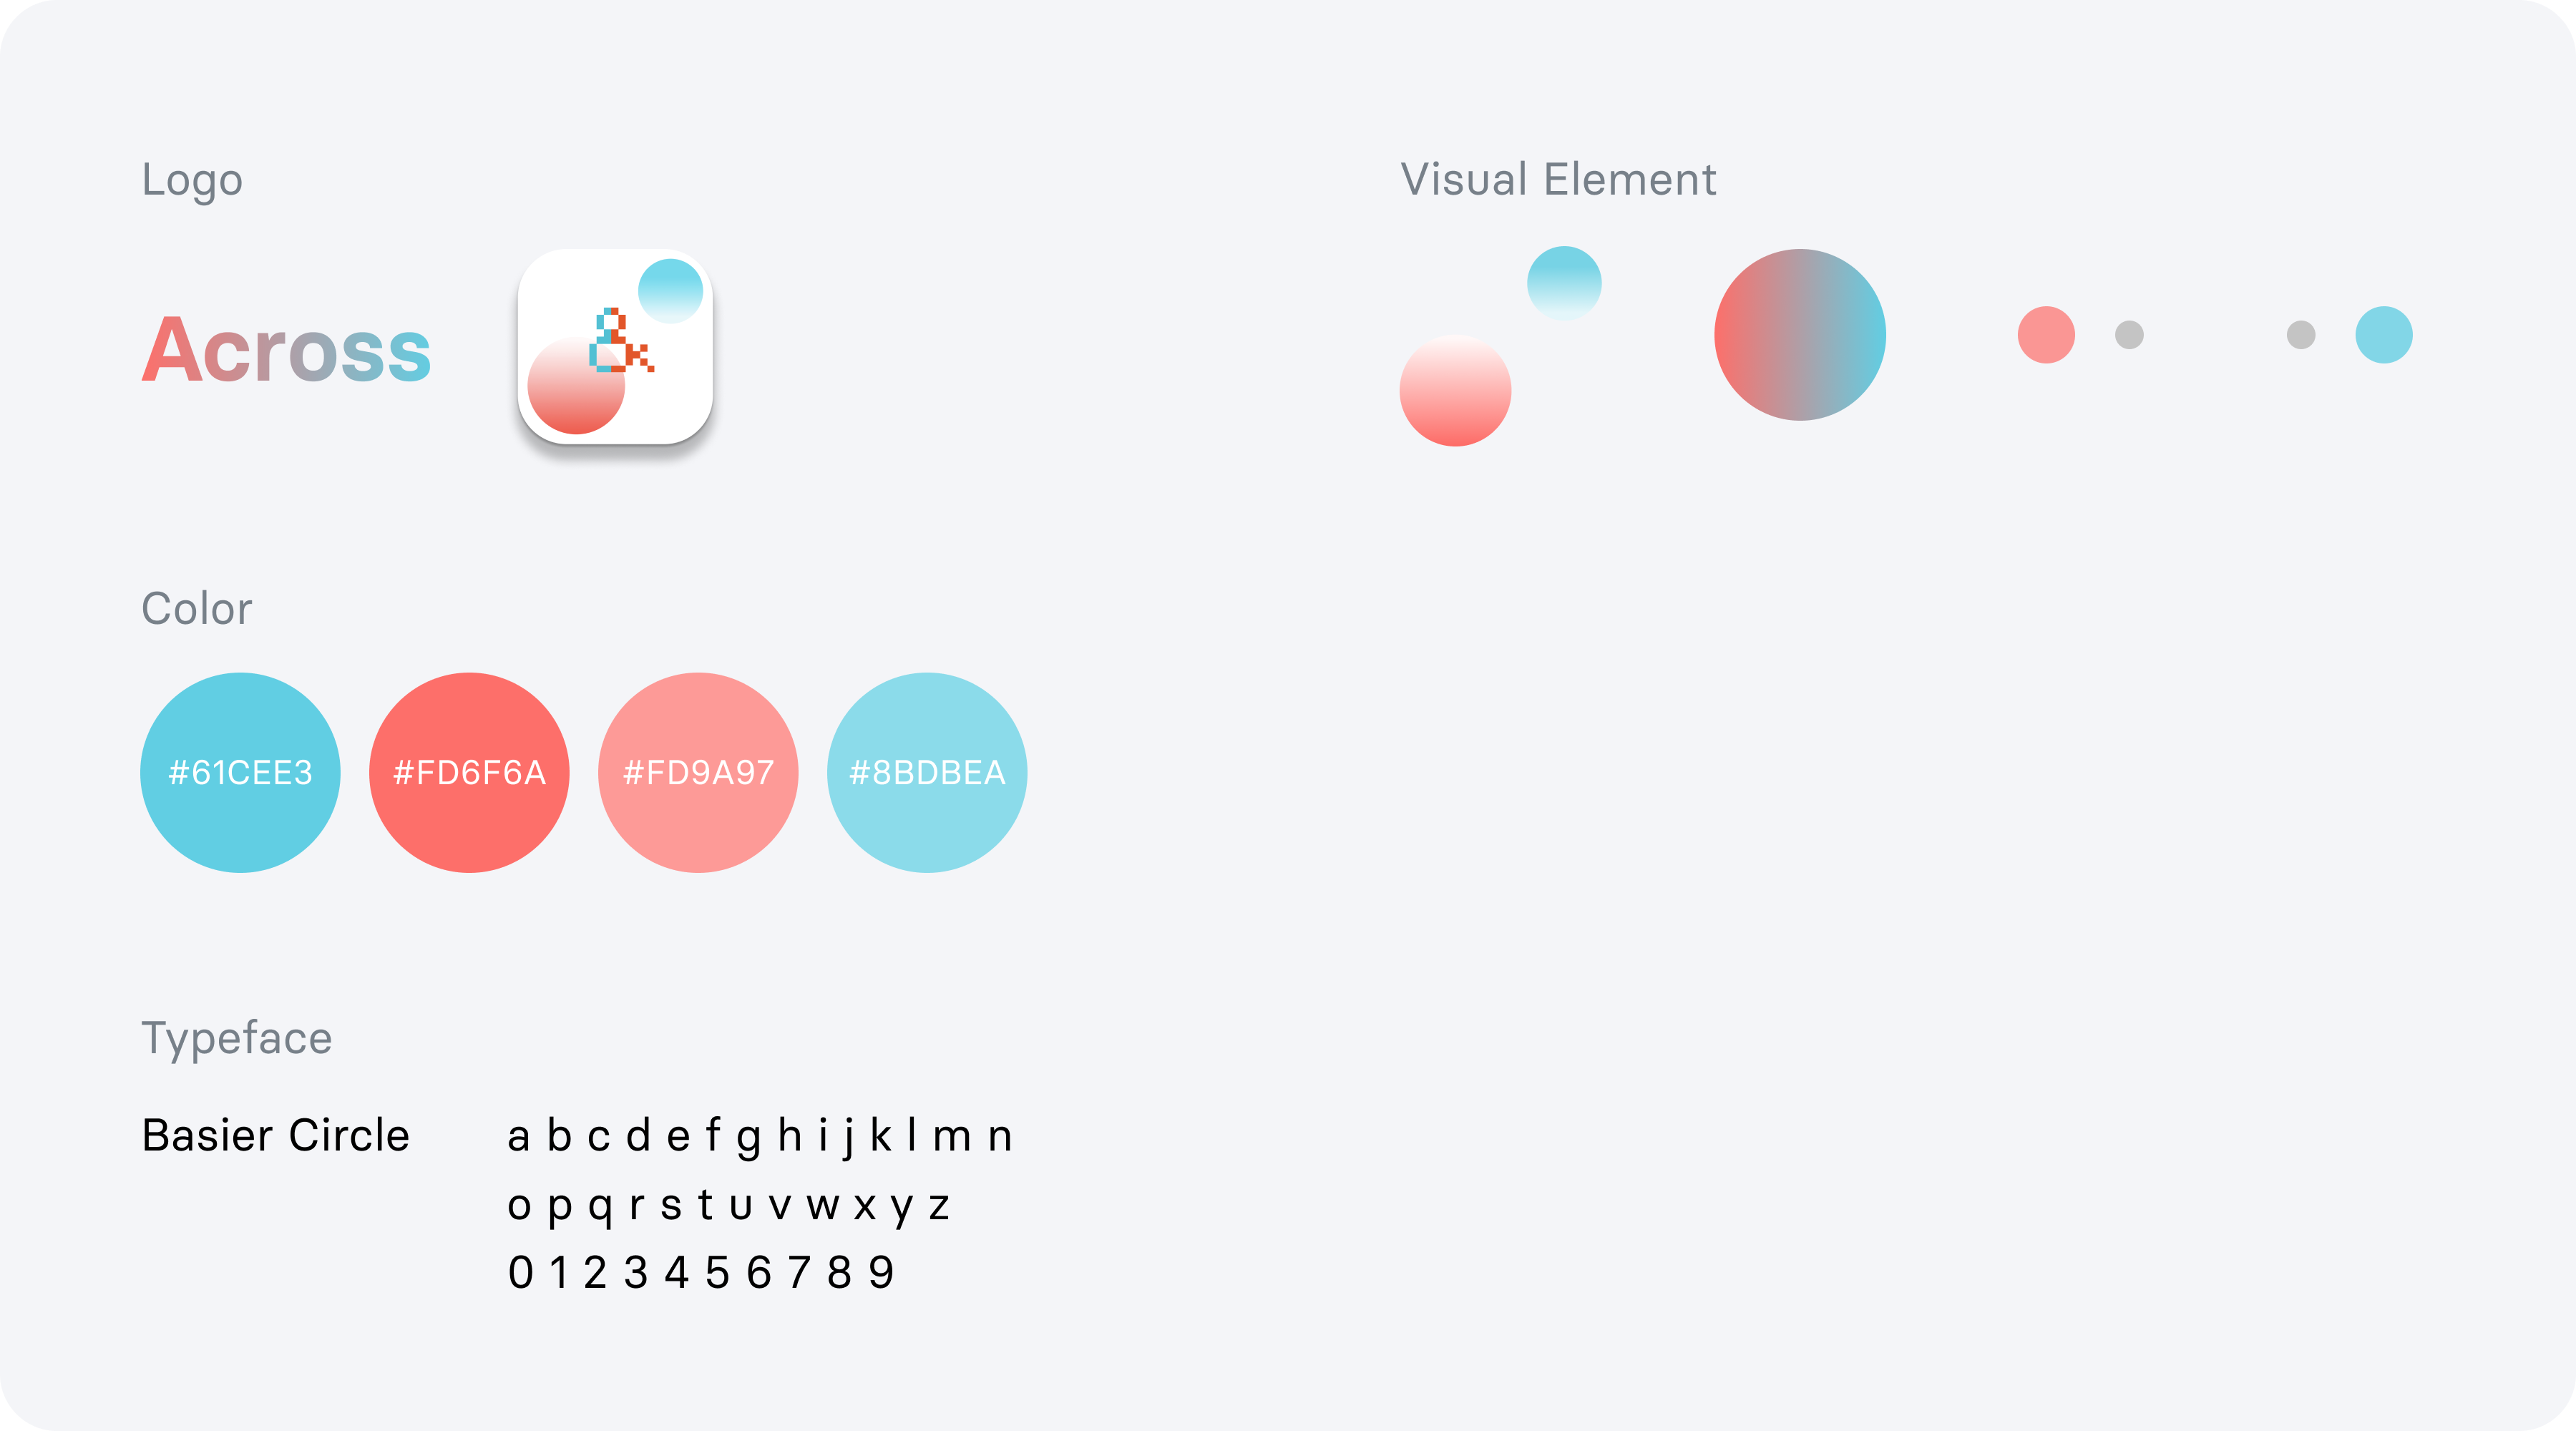 Logo
Across
&
Visual Element
Color
#61CEE3
#FD6F6A
#FD9A97
#8BDBEA
Typeface
Basier Circle
a b c d e f g h i j k l m n
o p q r s t u v w x y z
0 1 2 3 4 5 6 7 8 9